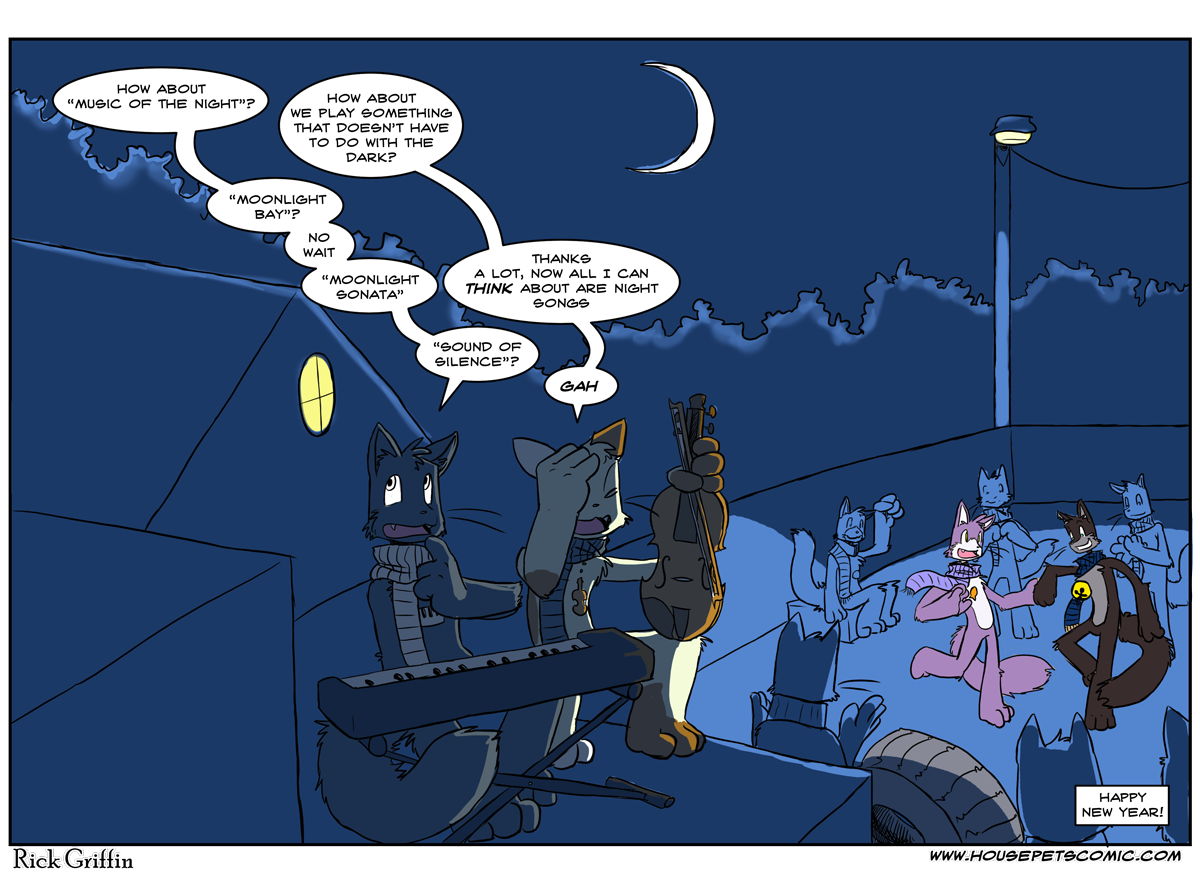 HOW ABOUT
"MUSIC OF THE NIGHT"?
HOW ABOUT
WE PLAY SOMETHING
THAT DOESN'T HAVE
TO DO WITH THE
DARK?
"MOONLIGHT
BAY"?
NO
WAIT
"MOONLIGHT
SONATA"
"SOUND OF
SILENCE"?
THANKS
A LOT, NOW ALL I CAN
THINK ABOUT ARE NIGHT
SONGS
GAH
HAPPY
NEW YEAR!
Rick Griffin
WWW.HOUSEPETSCOMIC.COM